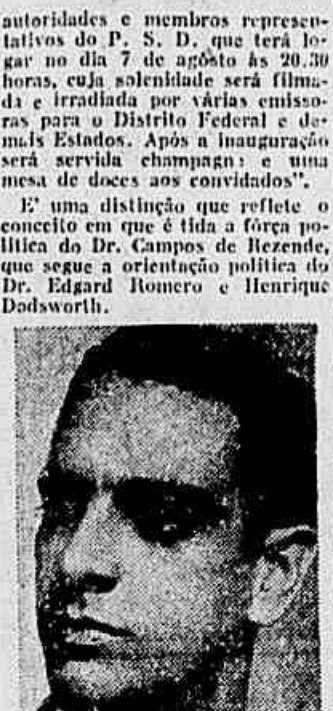 autoridades e membros represen-
tativos do P. S. D. que terá lo-
gar no dia 7 de agôsto às 20.30
horas, cuja solenidade será filma-
da e irradiada por várias emisso-
ras para o Distrito Federal e de-
mais Estados. Após a inauguração
será servida champagne e uma
mesa de doces aos convidados".
E' uma distinção que reflete o
conceito em que é tida a fôrça po-
lítica do Dr. Campos de Rezende,
que segue a orientação política do
Dr. Edgard Romero e Henrique
Dodsworth.